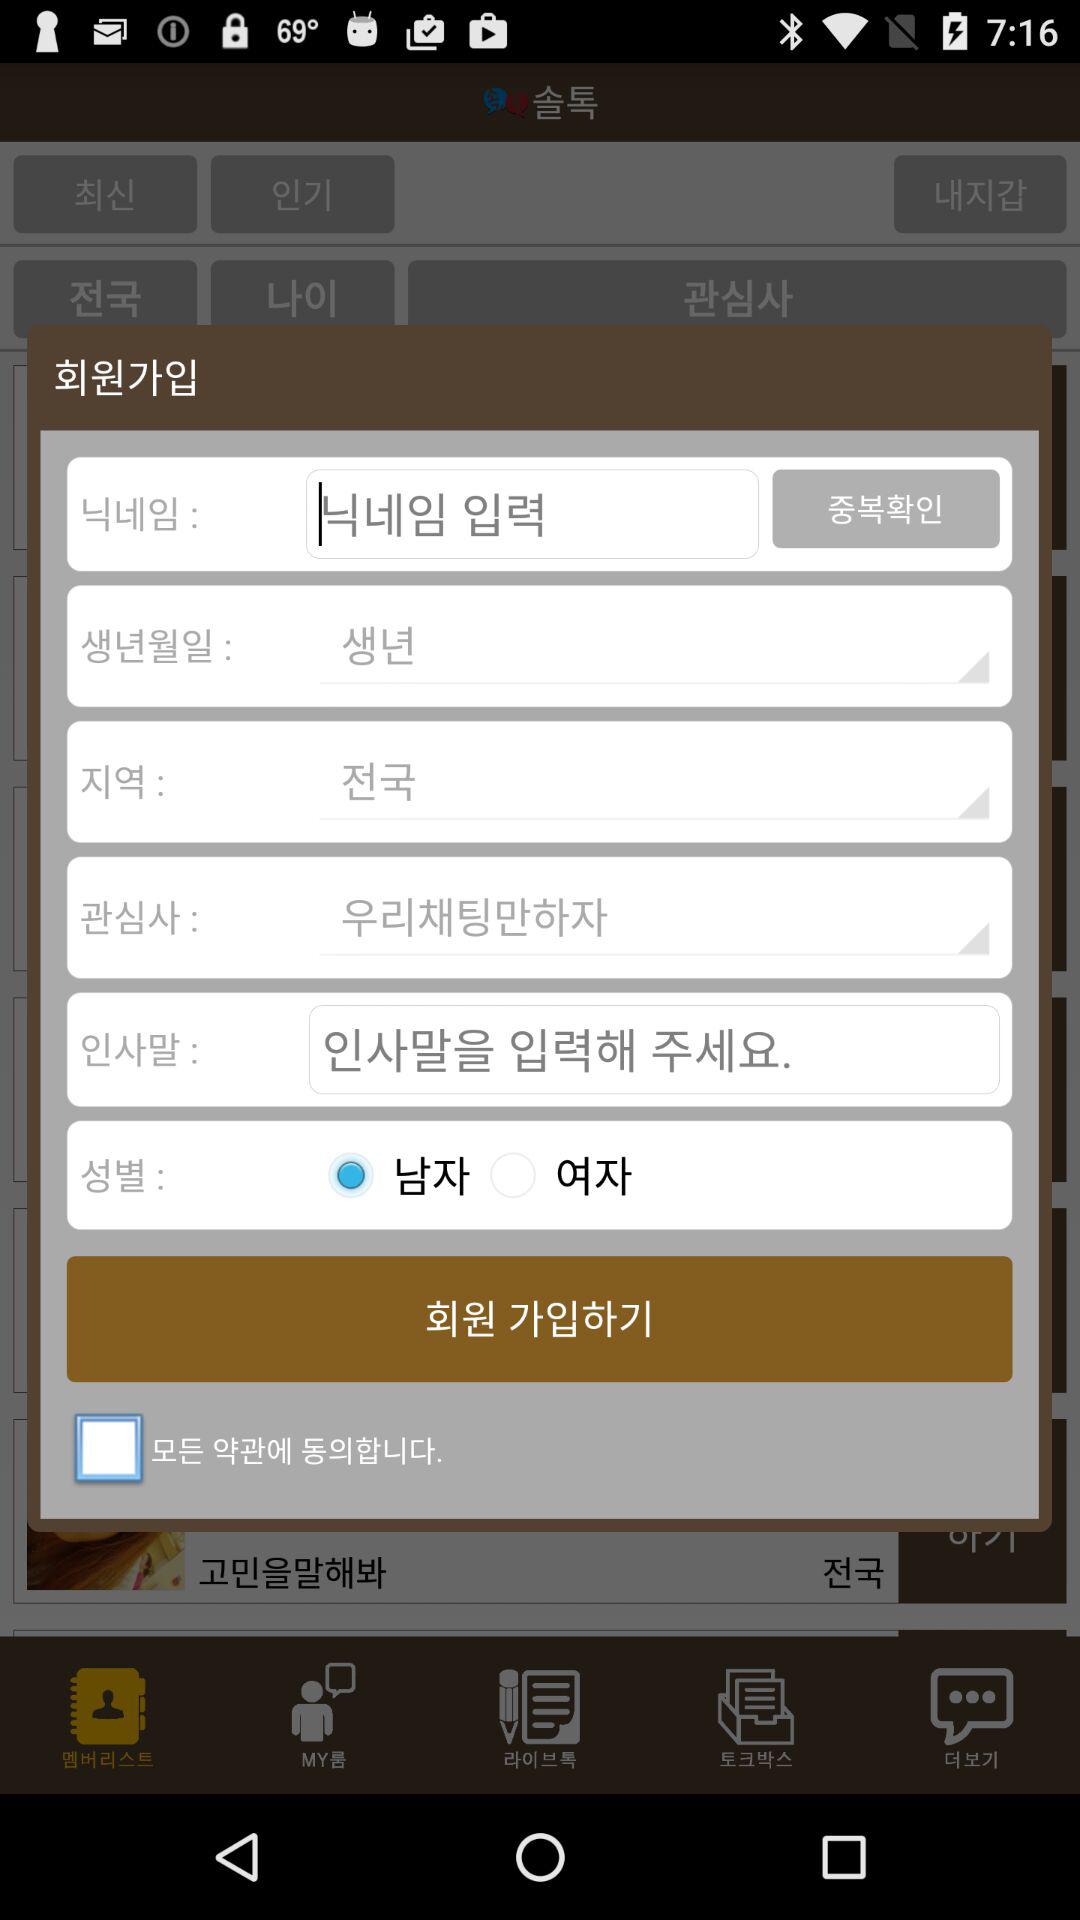 69° 7:16
솔톡
최신 인기 내지갑
전국 나이 관심사
회원가입
닉네임 : 닉네임 입력 중복확인
생년월일 : 생년
지역 : 전국
관심사 : 우리채팅만하자
인사말 : 인사말을 입력해 주세요.
성별 : 남자 여자
회원 가입하기
모든 약관에 동의합니다.
하기
고민을말해봐 전국
멤버리스트 MY룸 라이브톡 토크박스 더보기